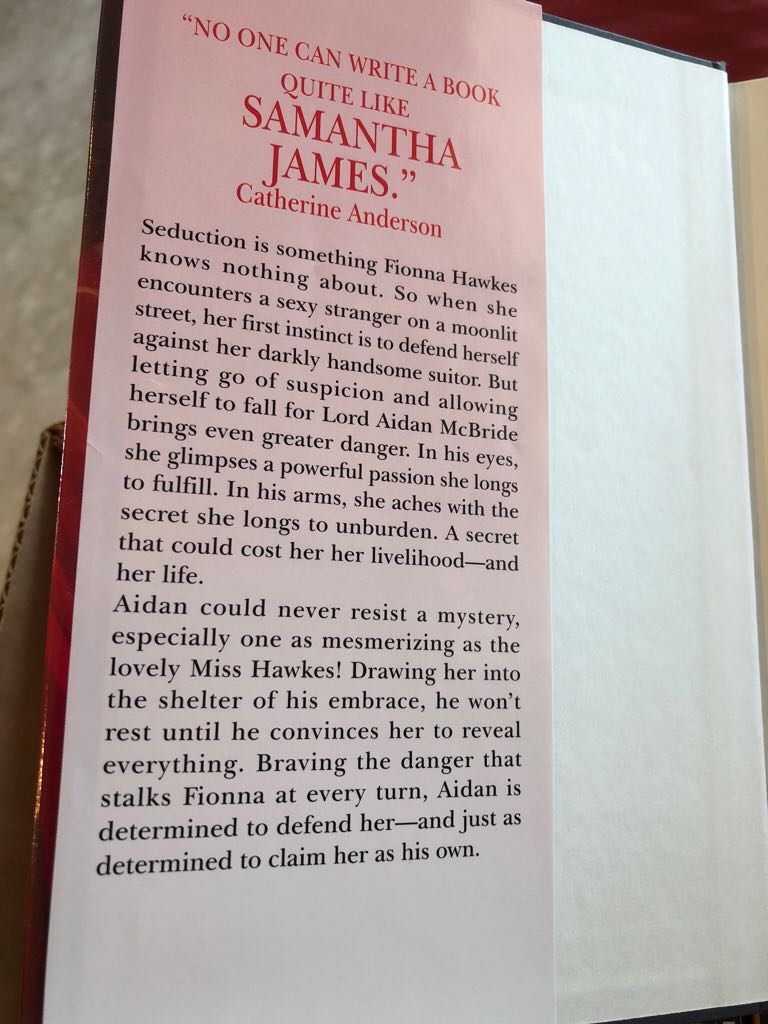 “NO ONE CAN WRITE A BOOK
QUITE LIKE
SAMANTHA
JAMES.”
Catherine Anderson
Seduction is something Fionna Hawkes
knows nothing about. So when she
encounters a sexy stranger on a moonlit
street, her first instinct is to defend herself
against her darkly handsome suitor. But
letting go of suspicion and allowing
herself to fall for Lord Aidan McBride
brings even greater danger. In his eyes,
she glimpses a powerful passion she longs
to fulfill. In his arms, she aches with the
secret she longs to unburden. A secret
that could cost her her livelihood—and
her life.
Aidan could never resist a mystery,
especially one as mesmerizing as the
lovely Miss Hawkes! Drawing her into
the shelter of his embrace, he won’t
rest until he convinces her to reveal
everything. Braving the danger that
stalks Fionna at every turn, Aidan is
determined to defend her—and just as
determined to claim her as his own.